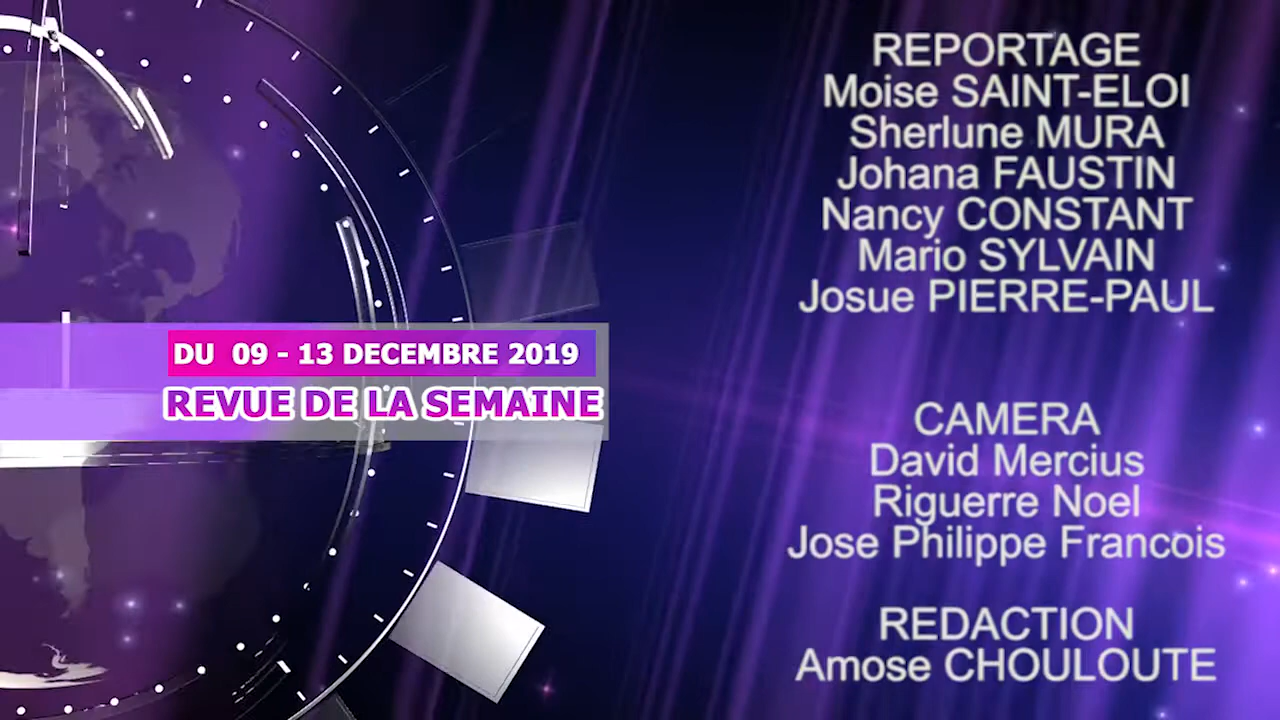 DU 09 - 13 DECEMBRE 2019
REVUE DE LA SEMAINE
REPORTAGE
Moise SAINT-ELOI
Sherlune MURA
Johana FAUSTIN
Nancy CONSTANT
Mario SYLVAIN
Josue PIERRE-PAUL
CAMERA
David Mercius
Riguerre Noel
Jose Philippe Francois
REDACTION
Amose CHOULOUTE